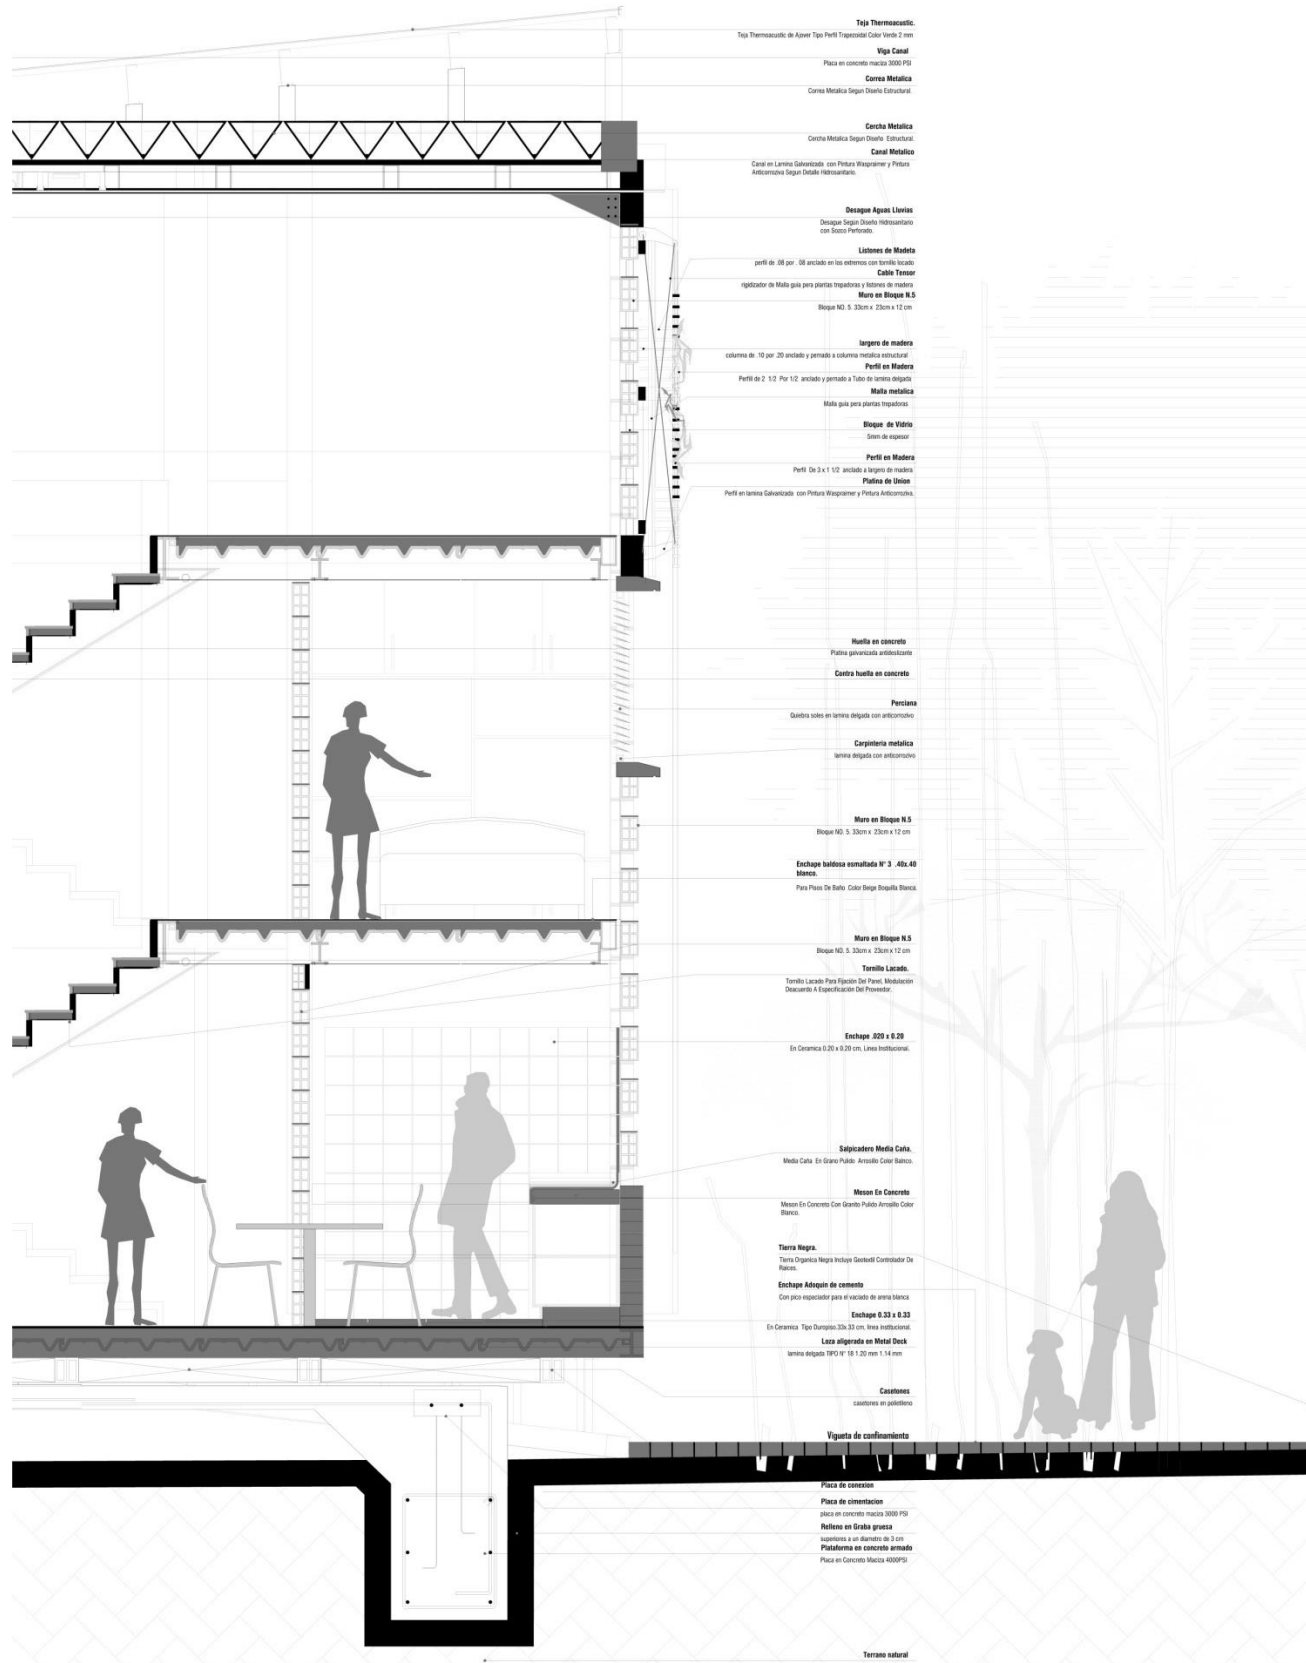 Teja Thermoacustic.
Teja Thermoacustic de Ajover Tipo Perfil Trapezoidal Color Verde 2 mm
Viga Canal
Placa en concreto maciza 3000 PSI
Correa Metalica
Correa Metalica Segun Diseño Estructural.
Cercha Metalica
Cercha Metalica Segun Diseño Estructural.
Canal Metalico
Canal en Lamina Galvanizada con Pintura Waspraimer y Pintura
Anticorroziva Segun Detalle Hidrosanitario.
Desague Aguas Lluvias
Desague Segun Diseño Hidrosanitario
con Sozco Perforado.
Listones de Madeta
perfil de .08 por . 08 anclado en los extremos con tornillo locado
Cable Tensor
rigidizador de Malla guia pera plantas trepadoras y listones de madera
Muro en Bloque N.5
Bloque NO. 5. 33cm x 23cm x 12 cm
largero de madera
columna de .10 por .20 anclado y pernado a columna metalica estructural
Perfil en Madera
Perfil de 2 1/2 Por 1/2 anclado y pernado a Tubo de lamina delgada
Malla metalica
Malla guia pera plantas trepadoras
Bloque de Vidrio
5mm de espesor
Perfil en Madera
Perfil De 3 x 1 1/2 anclado a largero de madera
Platina de Union
Perfil en lamina Galvanizada con Pintura Waspraimer y Pintura Anticorroziva.
Huella en concreto
Platina galvanizada antideslizante
Contra huella en concreto
Perciana
Quiebra soles en lamina delgada con anticorrozivo
Carpinteria metalica
lamina delgada con anticorrozivo
Muro en Bloque N.5
Bloque NO. 5. 33cm x 23cm x 12 cm
Enchape baldosa esmaltada N° 3 .40x.40
blanco.
Para Pisos De Baño Color Beige Boquilla Blanca.
Muro en Bloque N.5
Bloque NO. 5. 33cm x 23cm x 12 cm
Tornillo Lacado.
Tornillo Lacado Para Fijación Del Panel, Modulación
Deacuerdo A Especificación Del Proveedor.
Enchape .020 x 0.20
En Ceramica 0.20 x 0.20 cm, Linea Institucional.
Salpicadero Media Caña.
Media Caña En Grano Pulido Arrosillo Color Balnco.
Meson En Concreto
Meson En Concreto Con Granito Pulido Arrosillo Color
Blanco.
Tierra Negra.
Tierra Organica Negra Incluye Geotextil Controlador De
Raices.
Enchape Adoquin de cemento
Con pico espaciador para el vaciado de arena blanca
Enchape 0.33 x 0.33
En Ceramica Tipo Duropiso.33x.33 cm, linea institucional.
Loza aligerada en Metal Deck
lamina delgada TIPO N° 18 1.20 mm 1.14 mm
Casetones
casetones en polietileno
Vigueta de confinamiento
Placa de conexion
Placa de cimentacion
placa en concreto maciza 3000 PSI
Relleno en Graba gruesa
superiores a un diametro de 3 cm
Plataforma en concreto armado
Placa en Concreto Maciza 4000PSI
Terrano natural